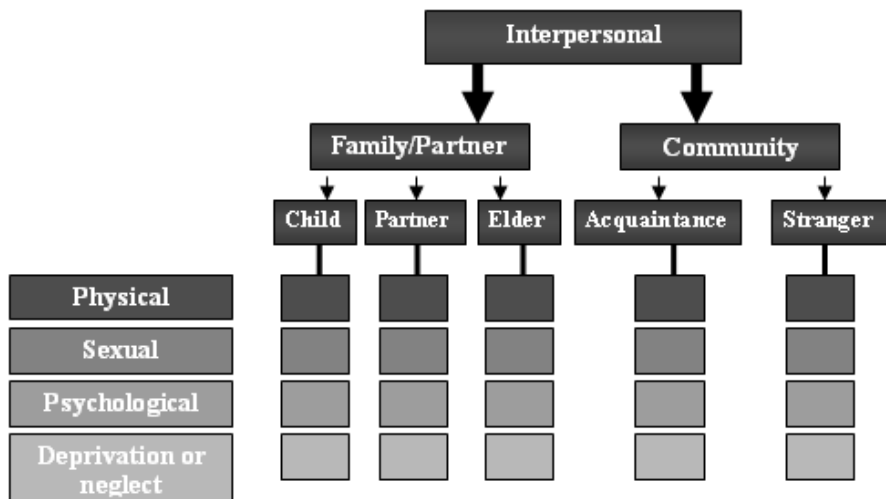 Interpersonal
Family/Partner
Community
Child
Partner
Elder
Acquaintance
Stranger
Physical
Sexual
Psychological
Deprivation or
neglect